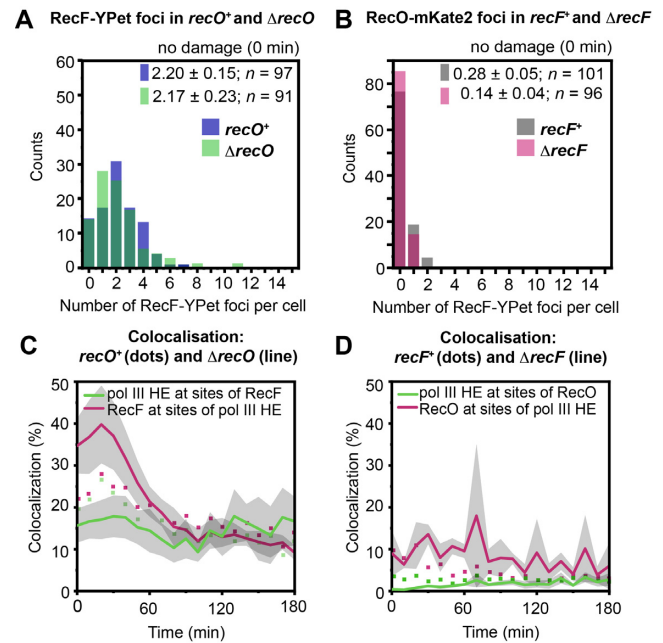 A RecF-YPet foci in recO⁺ and ΔrecO
no damage (0 min)
2.20 ± 0.15; n = 97
2.17 ± 0.23; n = 91
recO⁺
ΔrecO
60
50
40
30
20
10
0
Counts
0 2 4 6 8 10 12 14
Number of RecF-YPet foci per cell
B RecO-mKate2 foci in recF⁺ and ΔrecF
no damage (0 min)
0.28 ± 0.05; n = 101
0.14 ± 0.04; n = 96
recF⁺
ΔrecF
80
60
40
20
0
Counts
0 2 4 6 8 10 12 14
Number of RecF-YPet foci per cell
C Colocalisation:
recO⁺ (dots) and ΔrecO (line)
pol III HE at sites of RecF
RecF at sites of pol III HE
50
40
30
20
10
0
Colocalization (%)
0 60 120 180
Time (min)
D Colocalisation:
recF⁺ (dots) and ΔrecF (line)
pol III HE at sites of RecO
RecO at sites of pol III HE
50
40
30
20
10
0
Colocalization (%)
0 60 120 180
Time (min)